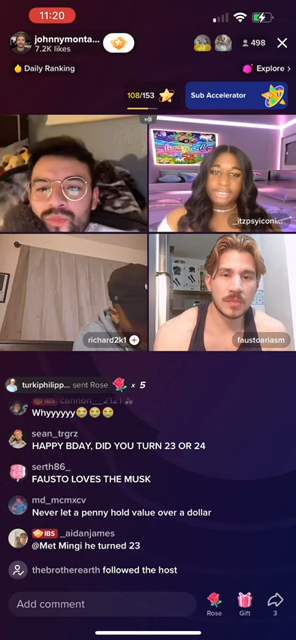 11:20
johnnymonta...
7.2K likes
498
Daily Ranking
Explore >
108/153
Sub Accelerator
_itzpsyiconi...
richard2k1
faustoariasm
turkiphilipp... sent Rose x 5
IBS
Whyyyyyy😭😭😭
sean_trgrz
HAPPY BDAY, DID YOU TURN 23 OR 24
serth86_
FAUSTO LOVES THE MUSK
md_mcmxcv
Never let a penny hold value over a dollar
IBS _aidanjames
@Met Mingi he turned 23
thebrotherearth followed the host
Add comment
Rose
Gift
3